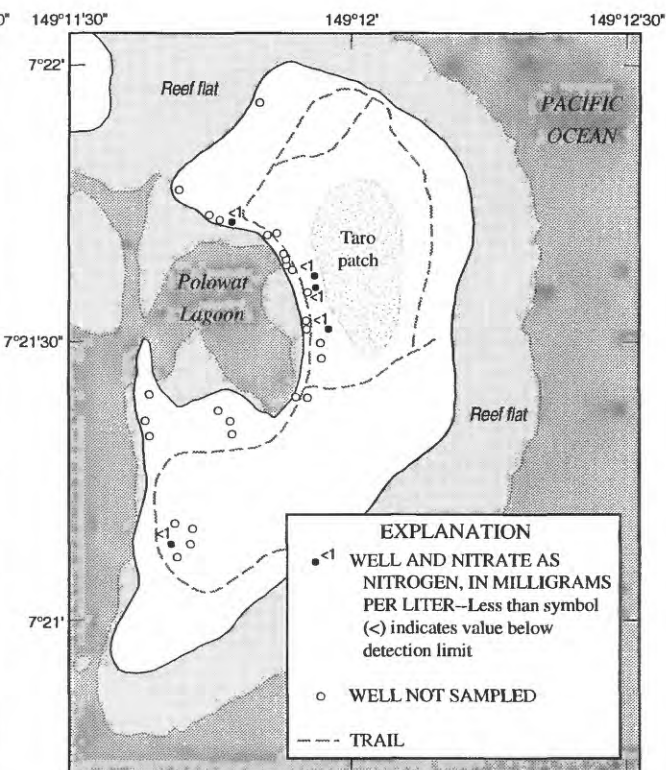 0" 149°11'30" 149°12' 149°12'30"
7°22'
Reef flat
PACIFIC
OCEAN
<1
Taro
patch
<1
Polowat
Lagoon
<1
<1
7°21'30"
Reef flat
<1
7°21'
EXPLANATION
<1 WELL AND NITRATE AS
NITROGEN, IN MILLIGRAMS
PER LITER--Less than symbol
(<) indicates value below
detection limit
WELL NOT SAMPLED
TRAIL